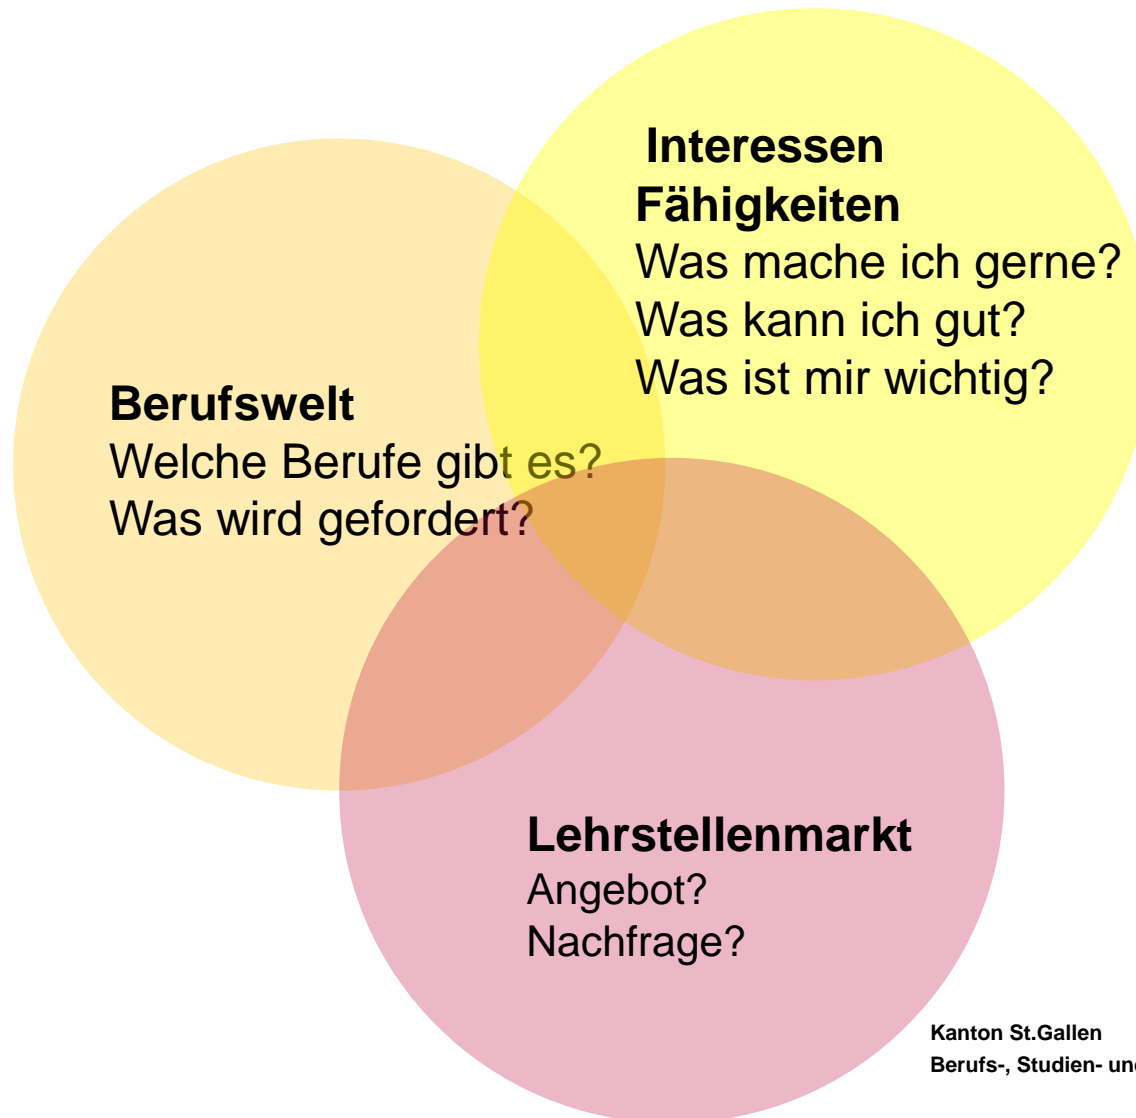 Interessen
Fähigkeiten
Was mache ich gerne?
Was kann ich gut?
Was ist mir wichtig?
Berufswelt
Welche Berufe gibt es?
Was wird gefordert?
Lehrstellenmarkt
Angebot?
Nachfrage?
Kanton St.Gallen
Berufs-, Studien- und